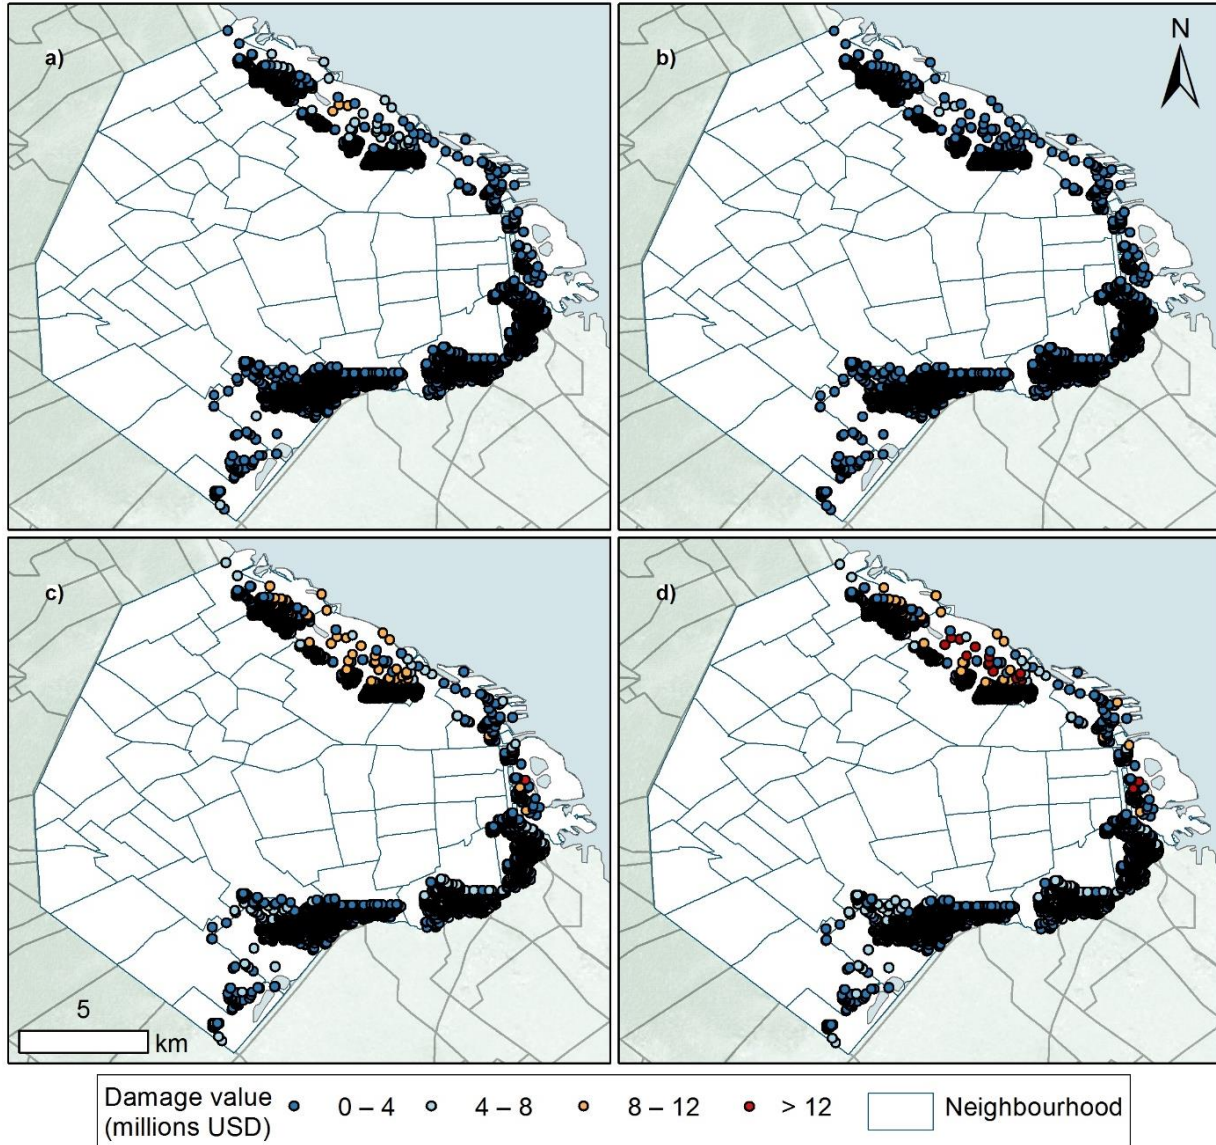 a)
b)
N
c)
d)
5
km
Damage value
(millions USD)
0 – 4
4 – 8
8 – 12
> 12
Neighbourhood